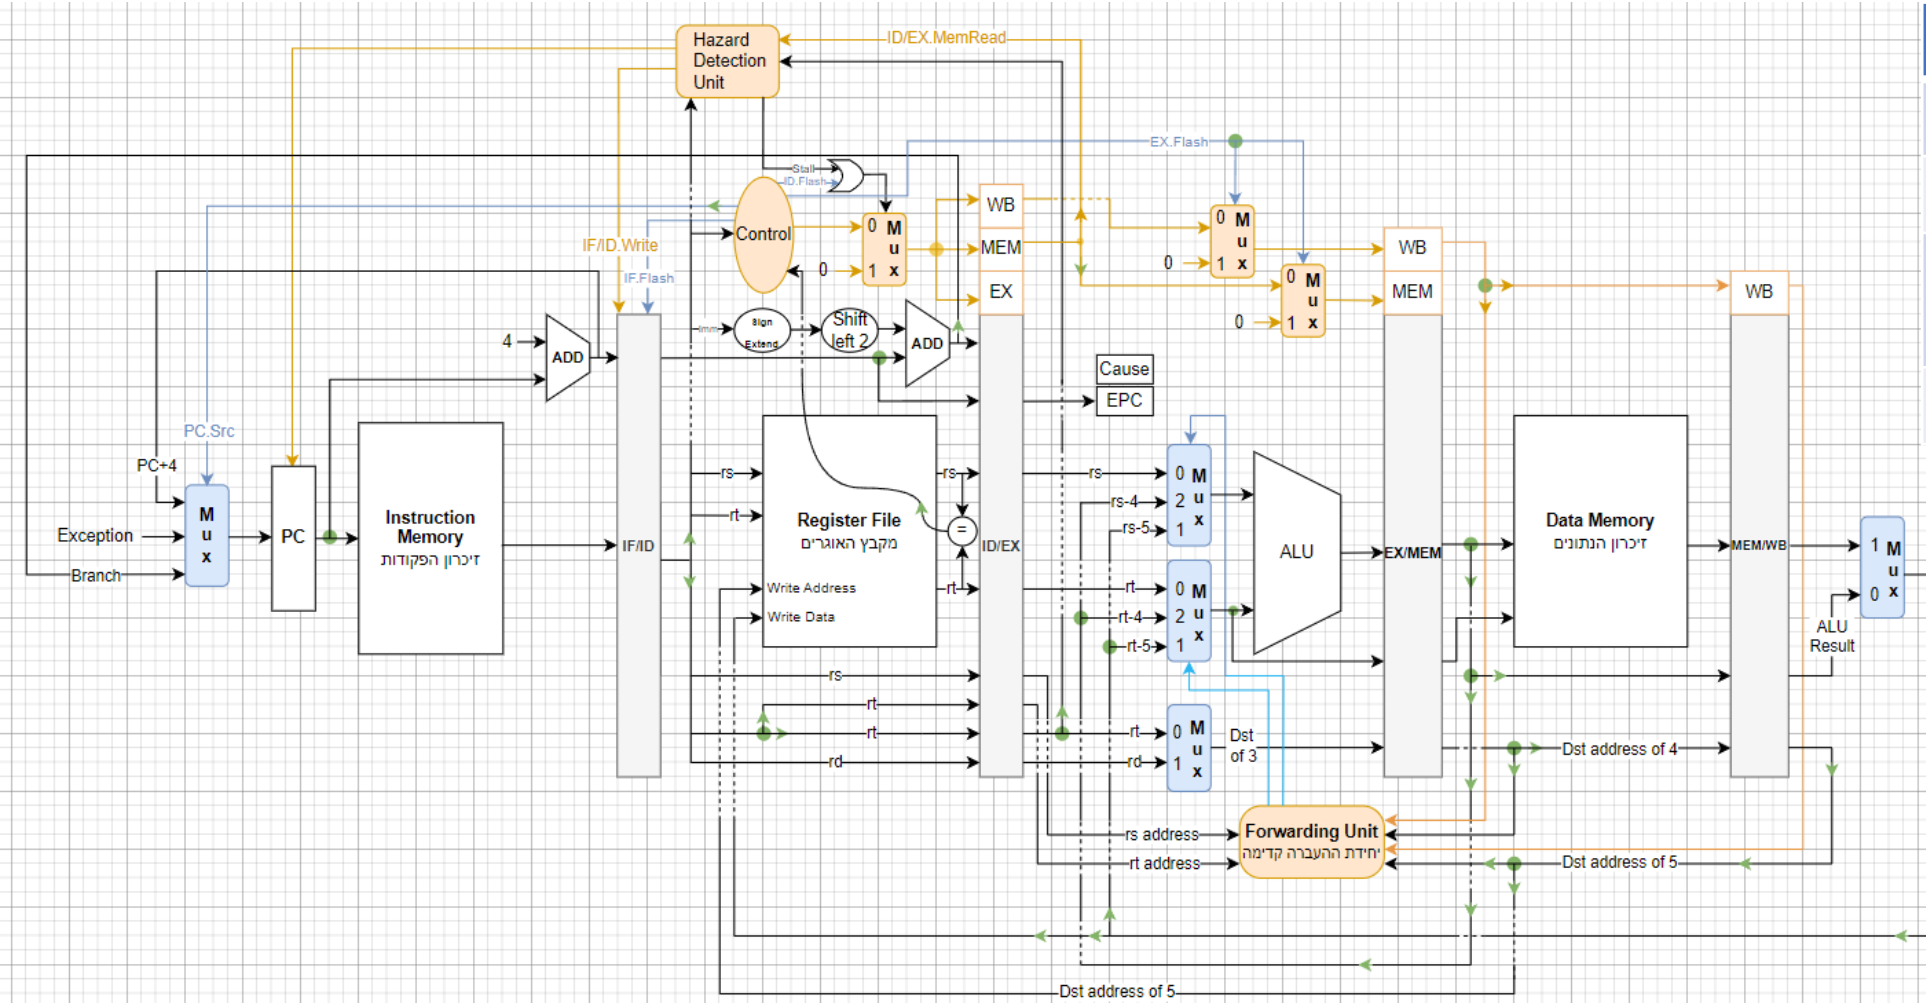 Hazard
Detection
Unit
ID/EX.MemRead
EX.Flash
Stall
ID.Flash
Control
IF/ID.Write
IF.Flash
0
M
u
1 x
0
WB
MEM
EX
0 M
u
1 x
0
0
M
u
1 x
0
WB
MEM
WB
4
ADD
Imm
Sign
Extend
Shift
left 2
ADD
Cause
EPC
PC.Src
PC+4
Exception
Branch
M
u
x
PC
Instruction
Memory
זיכרון הפקודות
IF/ID
rs
rt
Register File
מקבץ האוגרים
Write Address
Write Data
rs
=
rt
ID/EX
rs
rs-4
rs-5
0 M
2 u
1 x
rt
rt-4
rt-5
0 M
2 u
1 x
ALU
EX/MEM
Data Memory
זיכרון הנתונים
MEM/WB
1 M
u
0 x
ALU
Result
rs
rt
rt
rd
rt
rd
0 M
u
1 x
Dst
of 3
Dst address of 4
rs address
rt address
Forwarding Unit
יחידת ההעברה קדימה
Dst address of 5
Dst address of 5